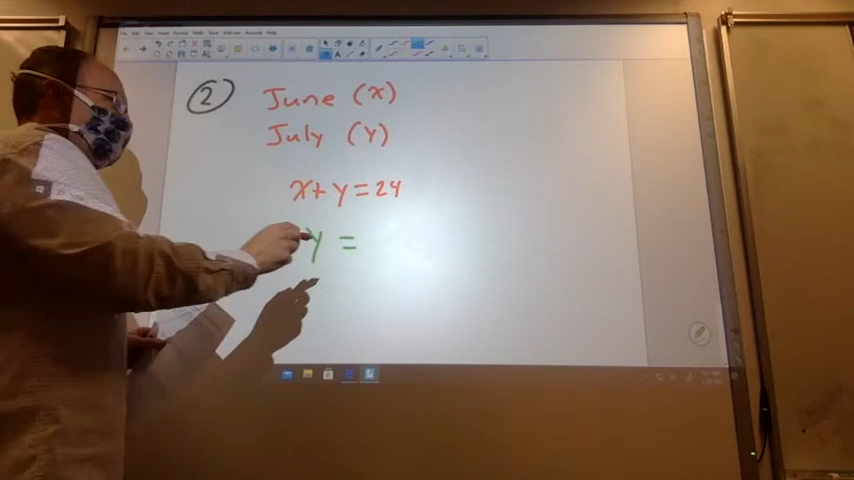 ② June (x)
July (y)
x + y = 24
y =